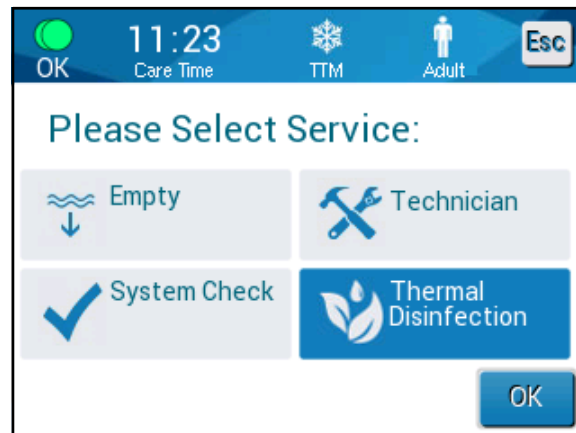 OK
11:23
Care Time
TTM
Adult
Esc
Please Select Service:
Empty
Technician
System Check
Thermal
Disinfection
OK